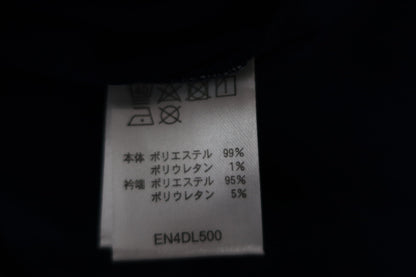 本体 ポリエステル 99%
ポリウレタン 1%
衿端 ポリエステル 95%
ポリウレタン 5%
EN4DL500